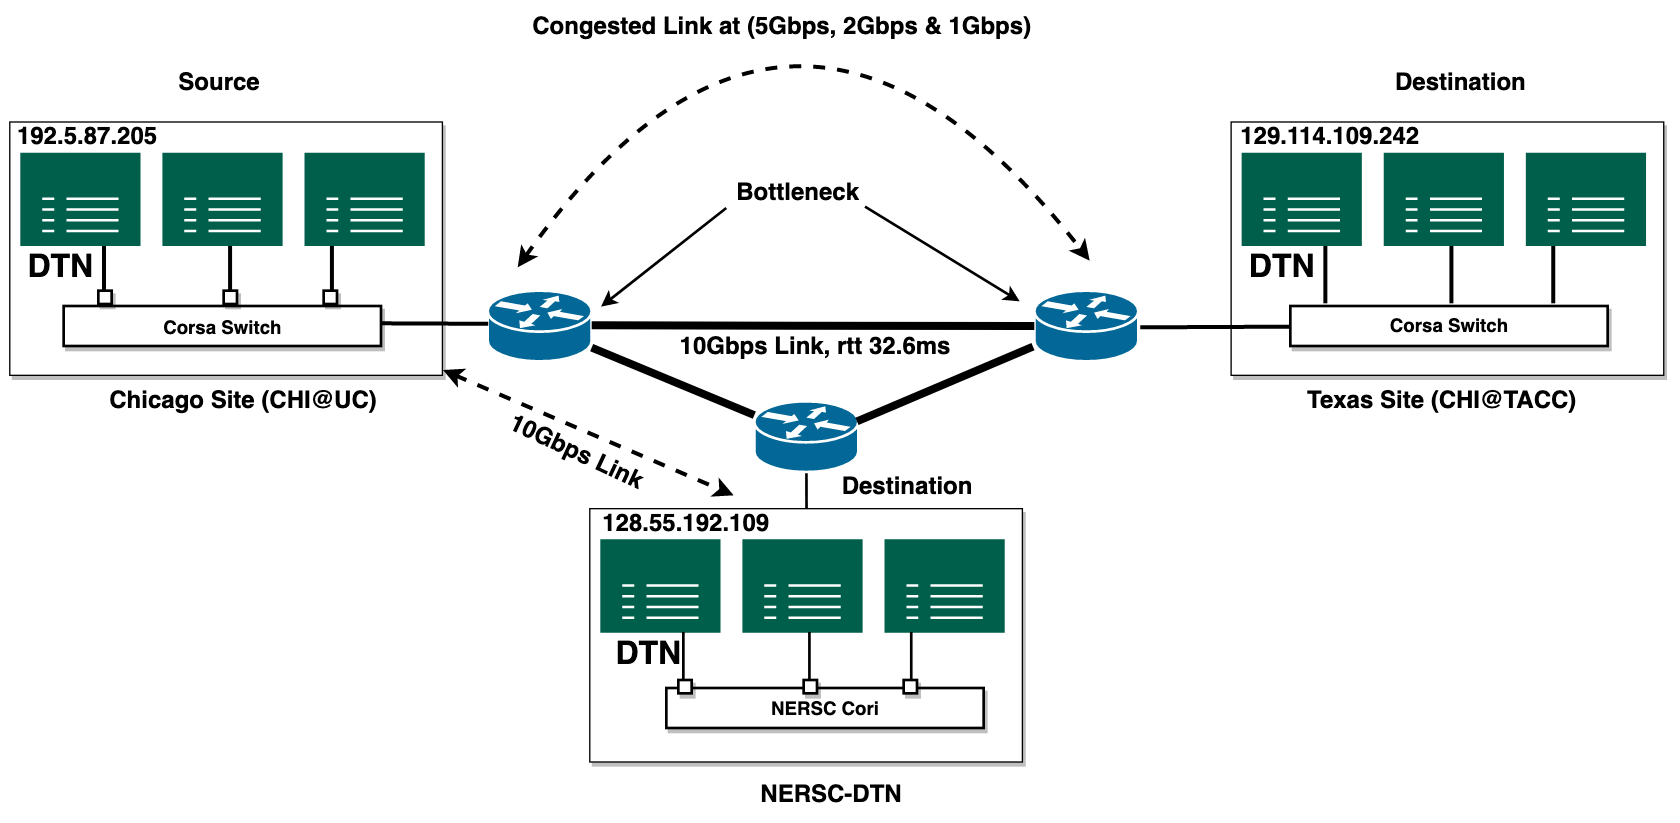 Congested Link at (5Gbps, 2Gbps & 1Gbps)
Source
Destination
192.5.87.205
129.114.109.242
Bottleneck
DTN
DTN
Corsa Switch
Corsa Switch
10Gbps Link, rtt 32.6ms
Chicago Site (CHI@UC)
Texas Site (CHI@TACC)
10Gbps Link
Destination
128.55.192.109
DTN
NERSC Cori
NERSC-DTN